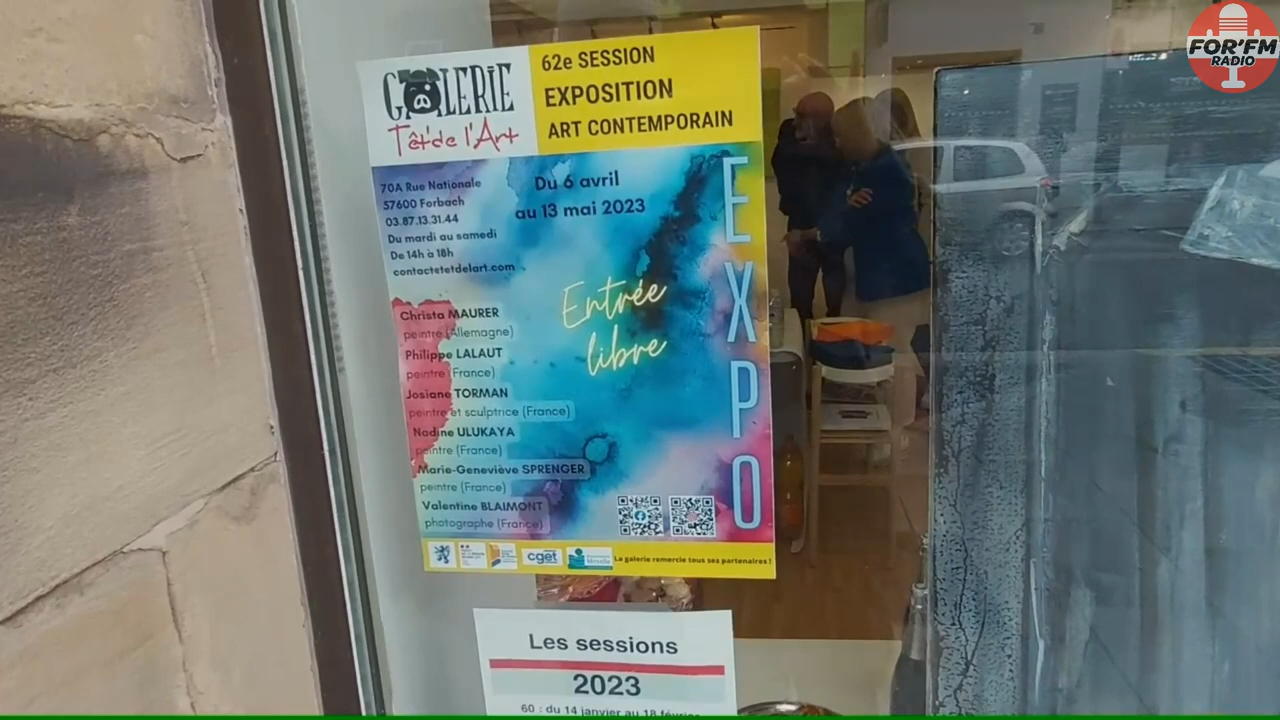 FOR'FM
RADIO
GALERIE
Têt'de l'Art
62e SESSION
EXPOSITION
ART CONTEMPORAIN
70A Rue Nationale
57600 Forbach
03.87.13.31.44
Du mardi au samedi
De 14h à 18h
contactetetdelart.com
Du 6 avril
au 13 mai 2023
Entrée
libre
EXPO
Christa MAURER
peintre (Allemagne)
Philippe LALAUT
peintre (France)
Josiane TORMAN
peintre et sculptrice (France)
Nadine ULUKAYA
peintre (France)
Marie-Geneviève SPRENGER
peintre (France)
Valentine BLAIMONT
photographe (France)
cget
La galerie remercie tous ses partenaires !
Les sessions
2023
60 : du 14 janvier au 18 février